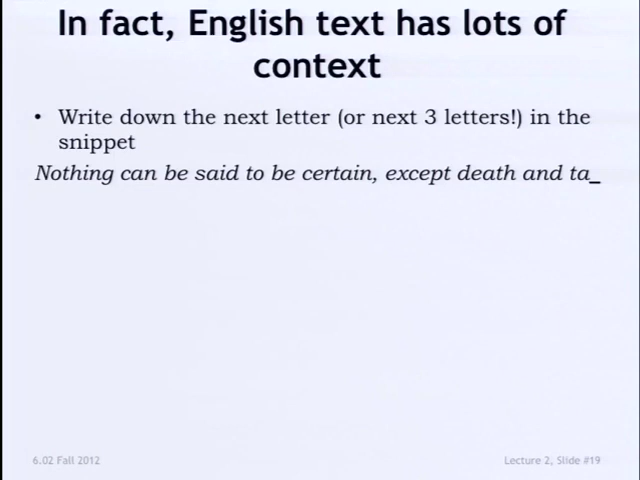 In fact, English text has lots of
context
• Write down the next letter (or next 3 letters!) in the
snippet
Nothing can be said to be certain, except death and ta_
6.02 Fall 2012
Lecture 2, Slide #19